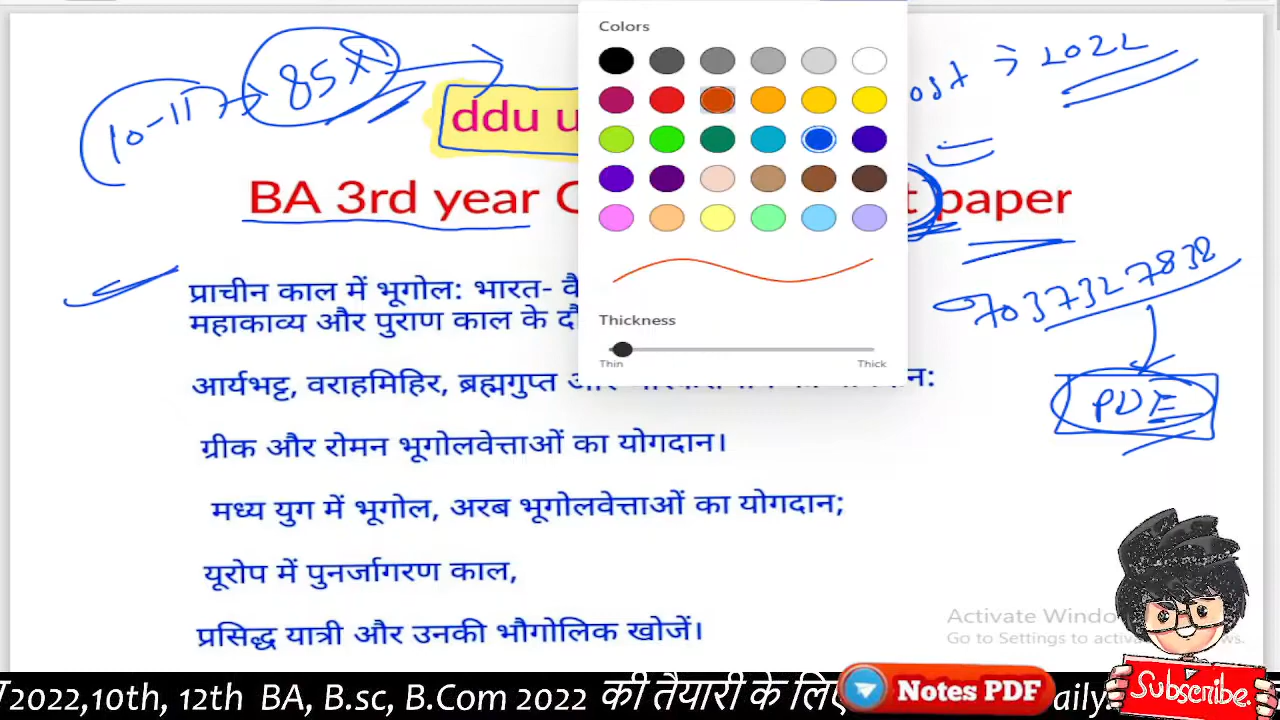 Colors
10-11 → 85
→ 2022
ddu u
BA 3rd year paper
7037327832
प्राचीन काल में भूगोल: भारत-
महाकाव्य और पुराण काल के
Thickness
Thin Thick
आर्यभट्ट, वराहमिहिर, ब्रह्मगुप्त
PDF
ग्रीक और रोमन भूगोलवेत्ताओं का योगदान।
मध्य युग में भूगोल, अरब भूगोलवेत्ताओं का योगदान;
यूरोप में पुनर्जागरण काल,
प्रसिद्ध यात्री और उनकी भौगोलिक खोजें।
Activate Windo
Go to Settings to activ
2022,10th, 12th BA, B.sc, B.Com 2022 की तैयारी के लिए Notes PDF aily
Subscribe